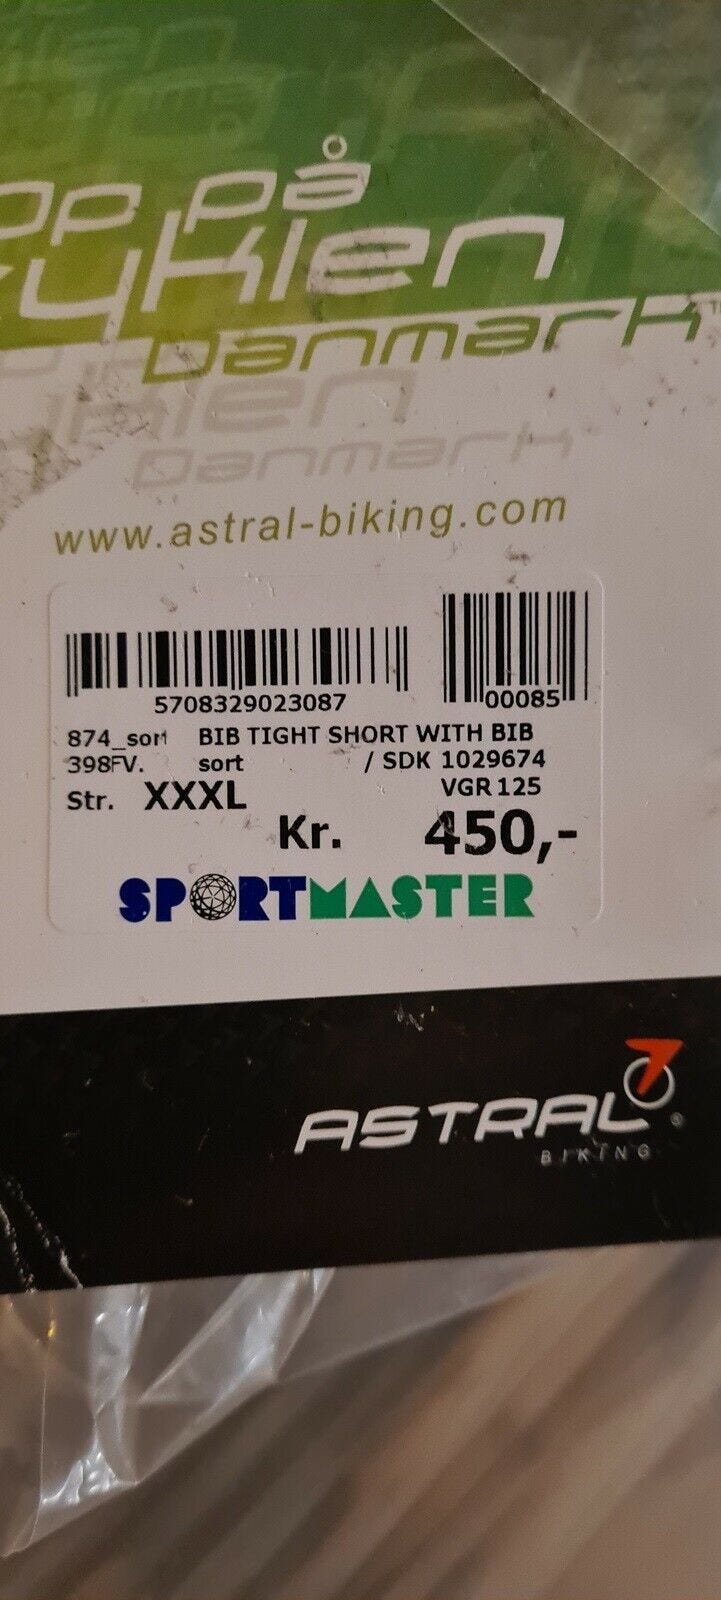 op på
cyklen
Danmark
klen
Danmark
www.astral-biking.com
5708329023087 00085
874_sort BIB TIGHT SHORT WITH BIB
398FV. sort / SDK 1029674
Str. XXXL VGR 125
Kr. 450,-
SPORTMASTER
ASTRAL ®
BIKING